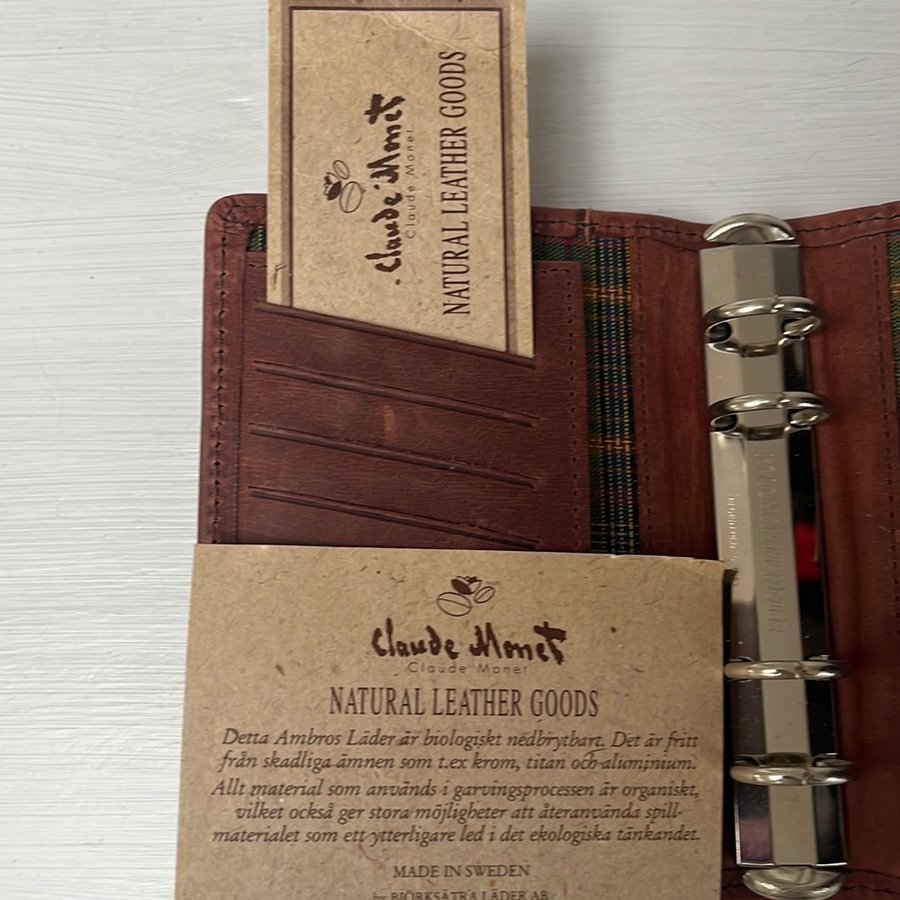 Claude Monet
Claude Monet
NATURAL LEATHER GOODS
Claude Monet
Claude Monet
NATURAL LEATHER GOODS
Detta Ambros Läder är biologiskt nedbrytbart. Det är fritt
från skadliga ämnen som t.ex krom, titan och aluminium.
Allt material som används i garvningsprocessen är organiskt,
vilket också ger stora möjligheter att återanvända spill-
materialet som ett ytterligare led i det ekologiska tänkandet.
MADE IN SWEDEN
by BJÖRKSÄTRA LÄDER AB